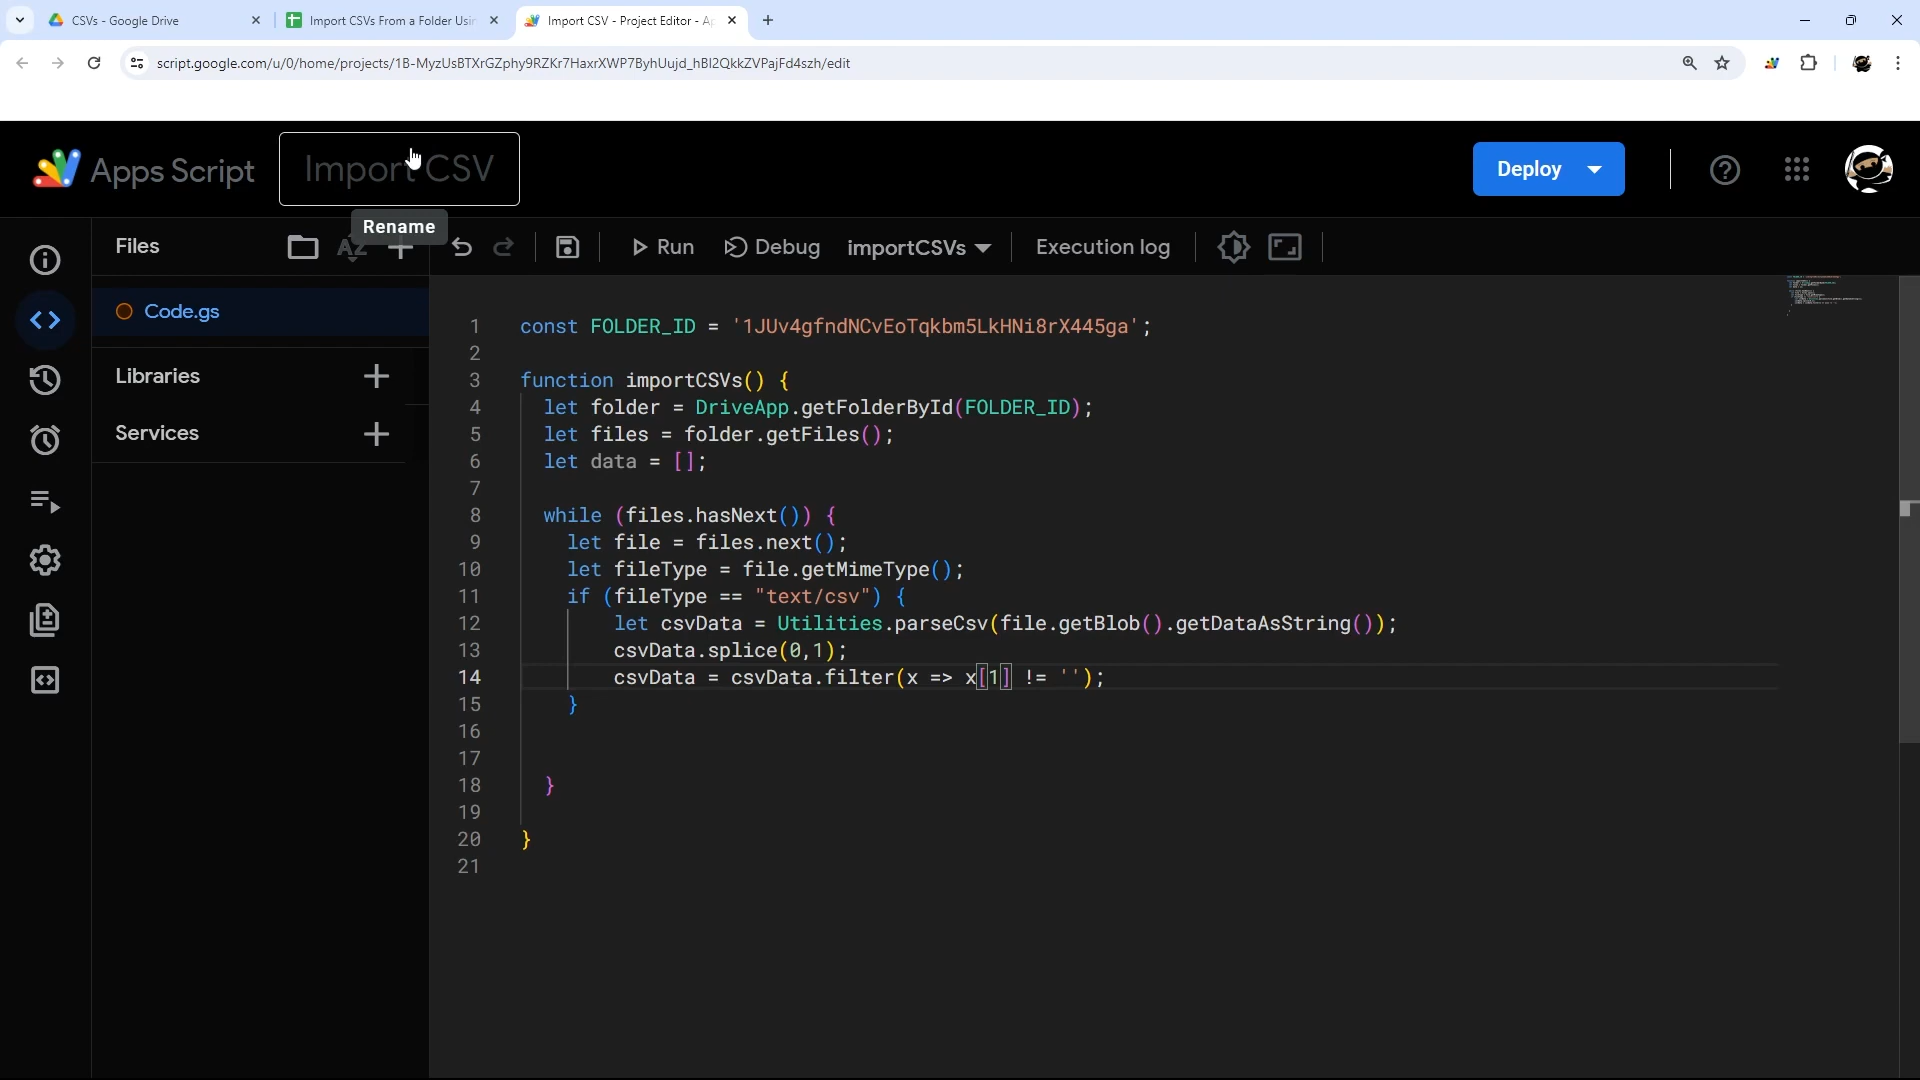 CSVs - Google Drive
Import CSVs From a Folder Usin
Import CSV - Project Editor - Ap
script.google.com/u/0/home/projects/1B-MyzUsBTXrGZphy9RZKr7HaxrXWP7ByhUujd_hBI2QkkZVPajFd4szh/edit
Apps Script
Import CSV
Deploy
Rename
Files
AZ
Run
Debug
importCSVs
Execution log
Code.gs
Libraries
Services
1 const FOLDER_ID = '1JUv4gfndNCvEoTqkbm5LkHNi8rX445ga';
2
3 function importCSVs() {
4 let folder = DriveApp.getFolderById(FOLDER_ID);
5 let files = folder.getFiles();
6 let data = [];
7
8 while (files.hasNext()) {
9 let file = files.next();
10 let fileType = file.getMimeType();
11 if (fileType == "text/csv") {
12 let csvData = Utilities.parseCsv(file.getBlob().getDataAsString());
13 csvData.splice(0,1);
14 csvData = csvData.filter(x => x[1] != '');
15 }
16
17
18 }
19
20 }
21